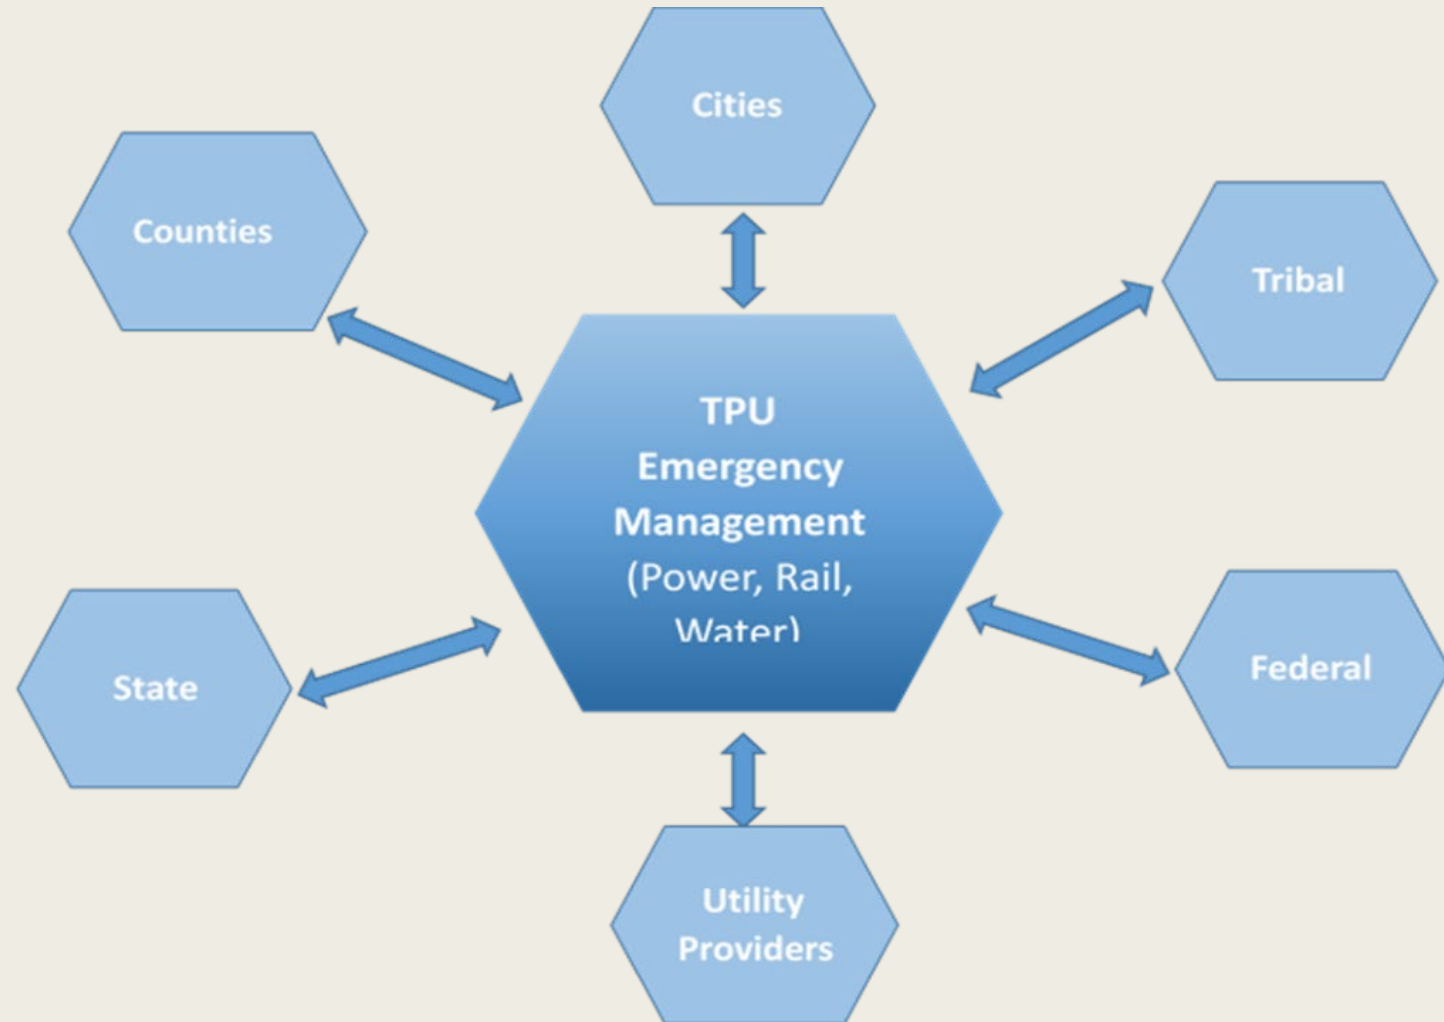 Cities
Counties
Tribal
TPU
Emergency
Management
(Power, Rail,
Water)
State
Federal
Utility
Providers